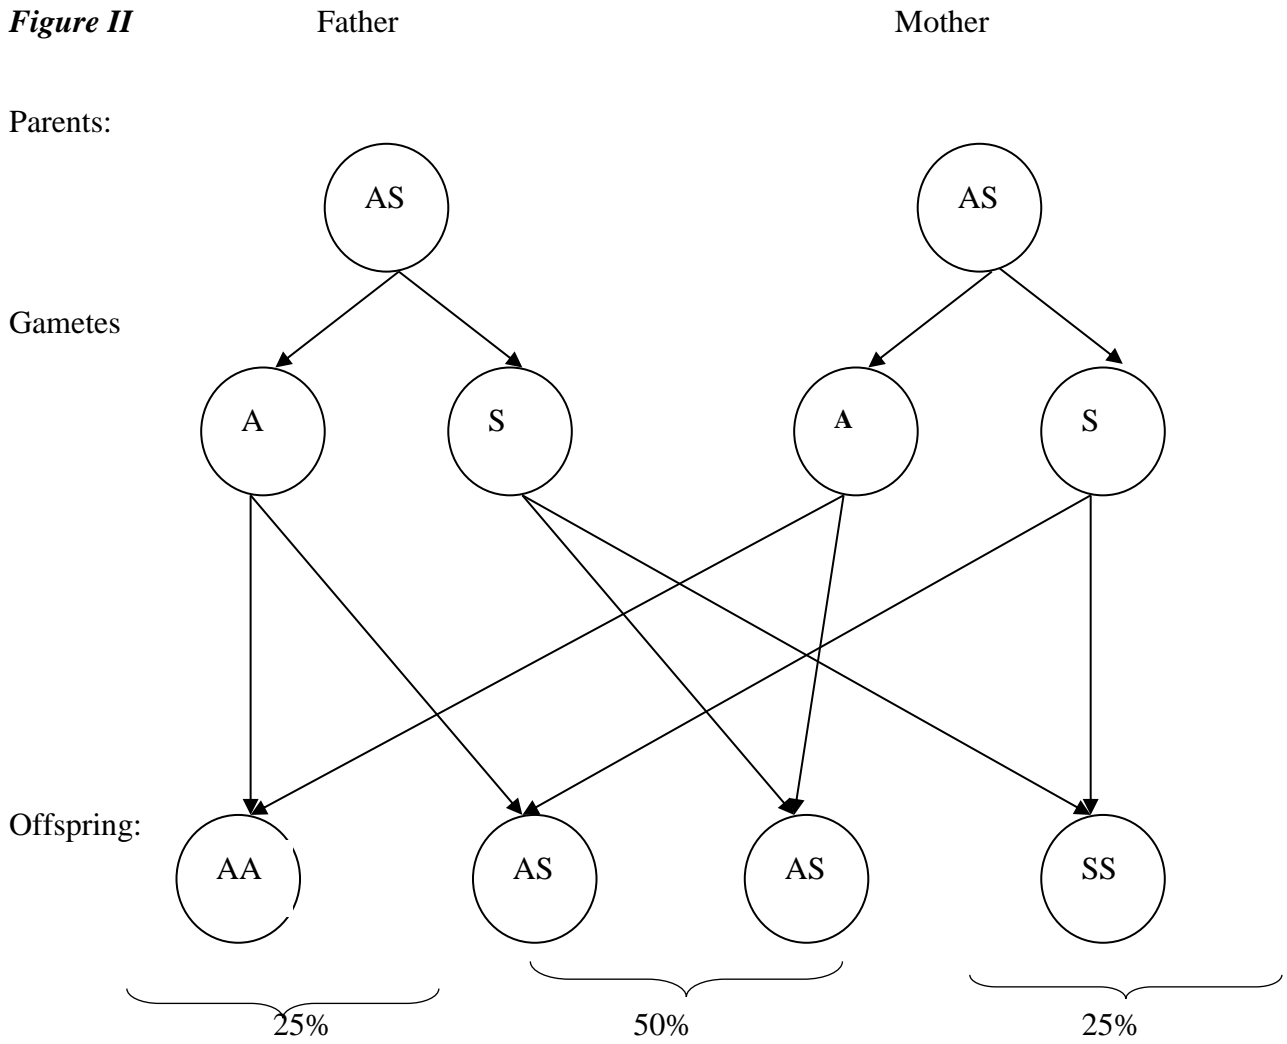 Figure II Father Mother
Parents:
AS AS
Gametes
A S A S
Offspring:
AA AS AS SS
25% 50% 25%